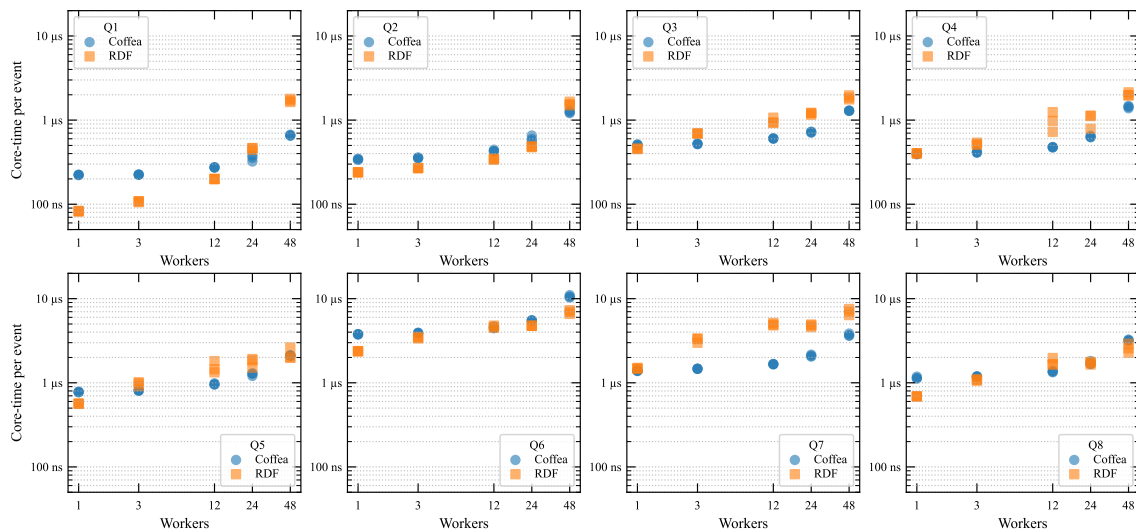 Core-time per event
10 µs
1 µs
100 ns
Q1
Coffea
RDF
1 3 12 24 48
Workers
10 µs
1 µs
100 ns
Q2
Coffea
RDF
1 3 12 24 48
Workers
10 µs
1 µs
100 ns
Q3
Coffea
RDF
1 3 12 24 48
Workers
10 µs
1 µs
100 ns
Q4
Coffea
RDF
1 3 12 24 48
Workers
Core-time per event
10 µs
1 µs
100 ns
Q5
Coffea
RDF
1 3 12 24 48
Workers
10 µs
1 µs
100 ns
Q6
Coffea
RDF
1 3 12 24 48
Workers
10 µs
1 µs
100 ns
Q7
Coffea
RDF
1 3 12 24 48
Workers
10 µs
1 µs
100 ns
Q8
Coffea
RDF
1 3 12 24 48
Workers